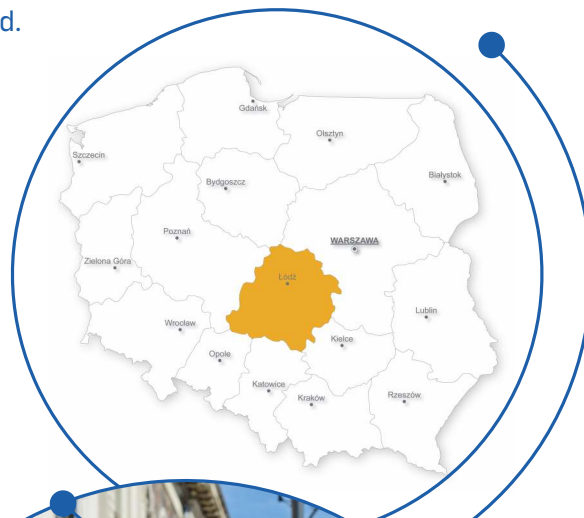 d.
Gdańsk
Olsztyn
Szczecin
Białystok
Bydgoszcz
Poznań
WARSZAWA
Zielona Góra
Łódź
Lublin
Wrocław
Kielce
Opole
Katowice
Kraków
Rzeszów